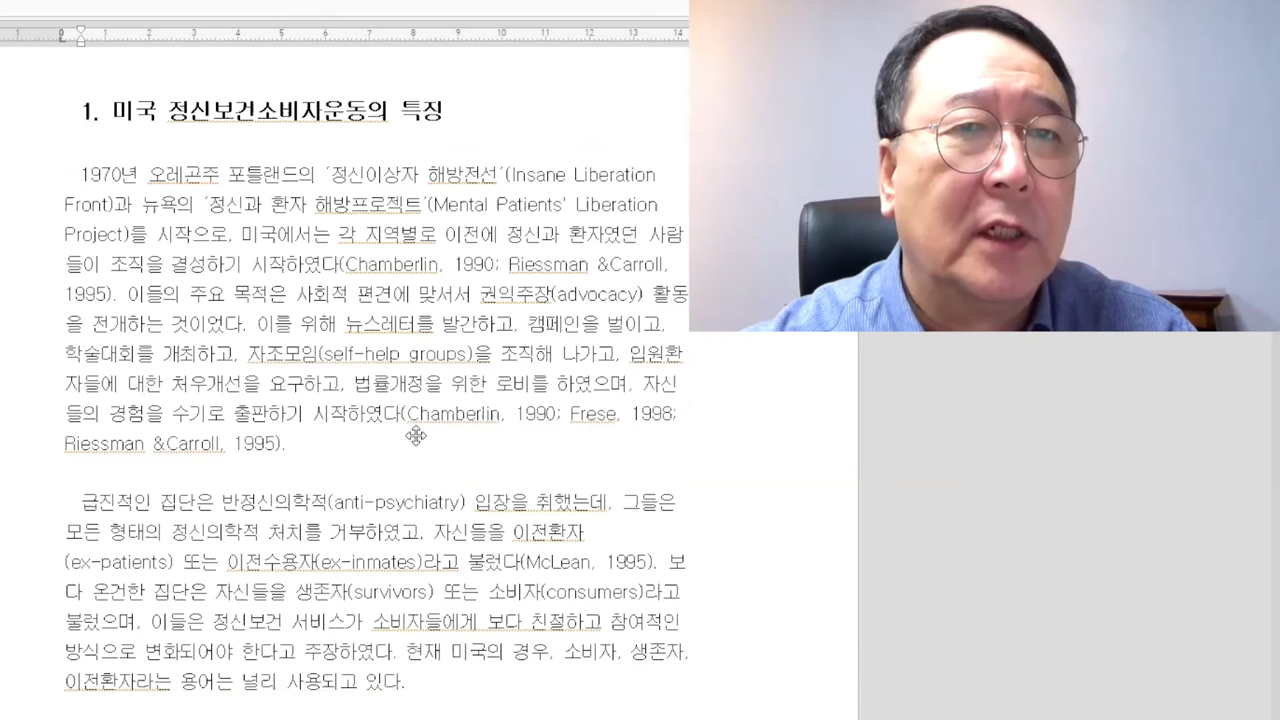 1 0 1 2 3 4 5 6 7 8 9 10 11 12 13 14
1. 미국 정신보건소비자운동의 특징
1970년 오레곤주 포틀랜드의 '정신이상자 해방전선'(Insane Liberation
Front)과 뉴욕의 '정신과 환자 해방프로젝트'(Mental Patients' Liberation
Project)를 시작으로, 미국에서는 각 지역별로 이전에 정신과 환자였던 사람
들이 조직을 결성하기 시작하였다(Chamberlin, 1990; Riessman &Carroll,
1995). 이들의 주요 목적은 사회적 편견에 맞서서 권익주장(advocacy) 활동
을 전개하는 것이었다. 이를 위해 뉴스레터를 발간하고, 캠페인을 벌이고,
학술대회를 개최하고, 자조모임(self-help groups)을 조직해 나가고, 입원환
자들에 대한 처우개선을 요구하고, 법률개정을 위한 로비를 하였으며, 자신
들의 경험을 수기로 출판하기 시작하였다(Chamberlin, 1990; Frese, 1998;
Riessman &Carroll, 1995).
급진적인 집단은 반정신의학적(anti-psychiatry) 입장을 취했는데, 그들은
모든 형태의 정신의학적 처치를 거부하였고, 자신들을 이전환자
(ex-patients) 또는 이전수용자(ex-inmates)라고 불렀다(McLean, 1995). 보
다 온건한 집단은 자신들을 생존자(survivors) 또는 소비자(consumers)라고
불렀으며, 이들은 정신보건 서비스가 소비자들에게 보다 친절하고 참여적인
방식으로 변화되어야 한다고 주장하였다. 현재 미국의 경우, 소비자, 생존자,
이전환자라는 용어는 널리 사용되고 있다.